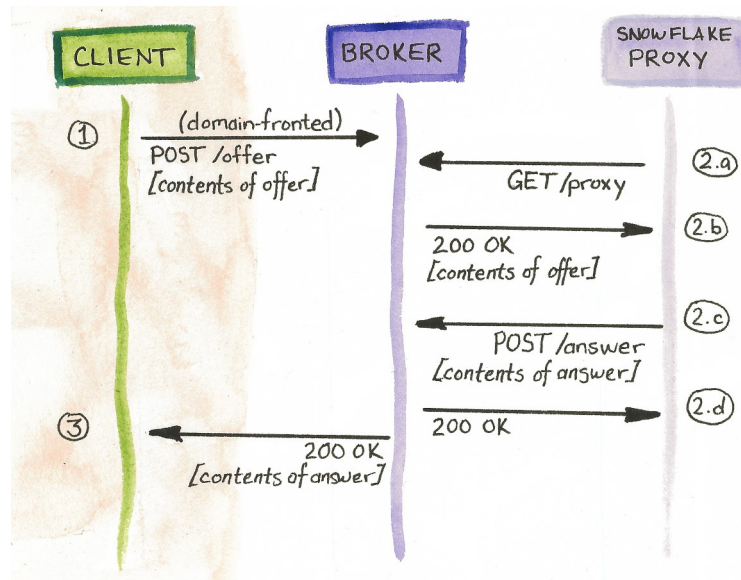 CLIENT
BROKER
SNOWFLAKE
PROXY
1
(domain-fronted)
POST /offer
[contents of offer]
2.a
GET /proxy
2.b
200 OK
[contents of offer]
2.c
POST /answer
[contents of answer]
2.d
200 OK
3
200 OK
[contents of answer]